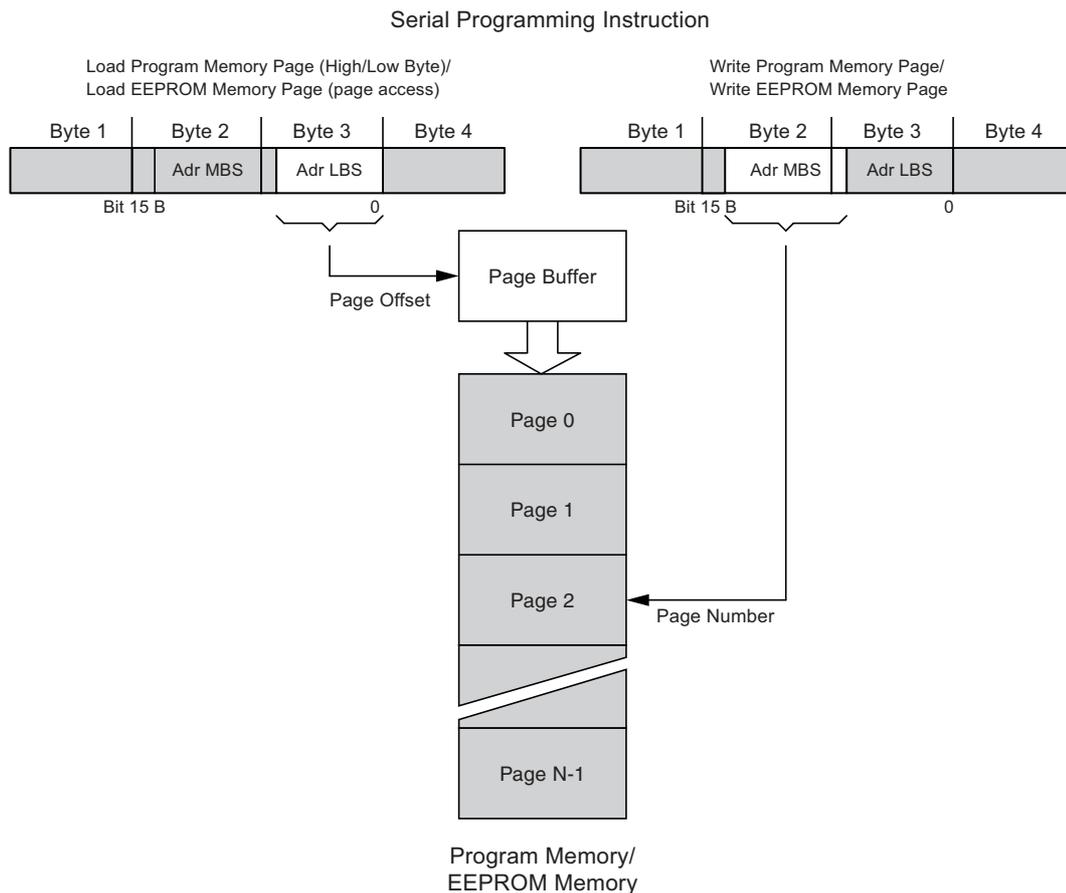 Serial Programming Instruction
Load Program Memory Page (High/Low Byte)/
Load EEPROM Memory Page (page access)
Byte 1 Byte 2 Byte 3 Byte 4
Adr MBS Adr LBS
Bit 15 B 0
Write Program Memory Page/
Write EEPROM Memory Page
Byte 1 Byte 2 Byte 3 Byte 4
Adr MBS Adr LBS
Bit 15 B 0
Page Buffer
Page Offset
Page 0
Page 1
Page 2
Page Number
Page N-1
Program Memory/
EEPROM Memory